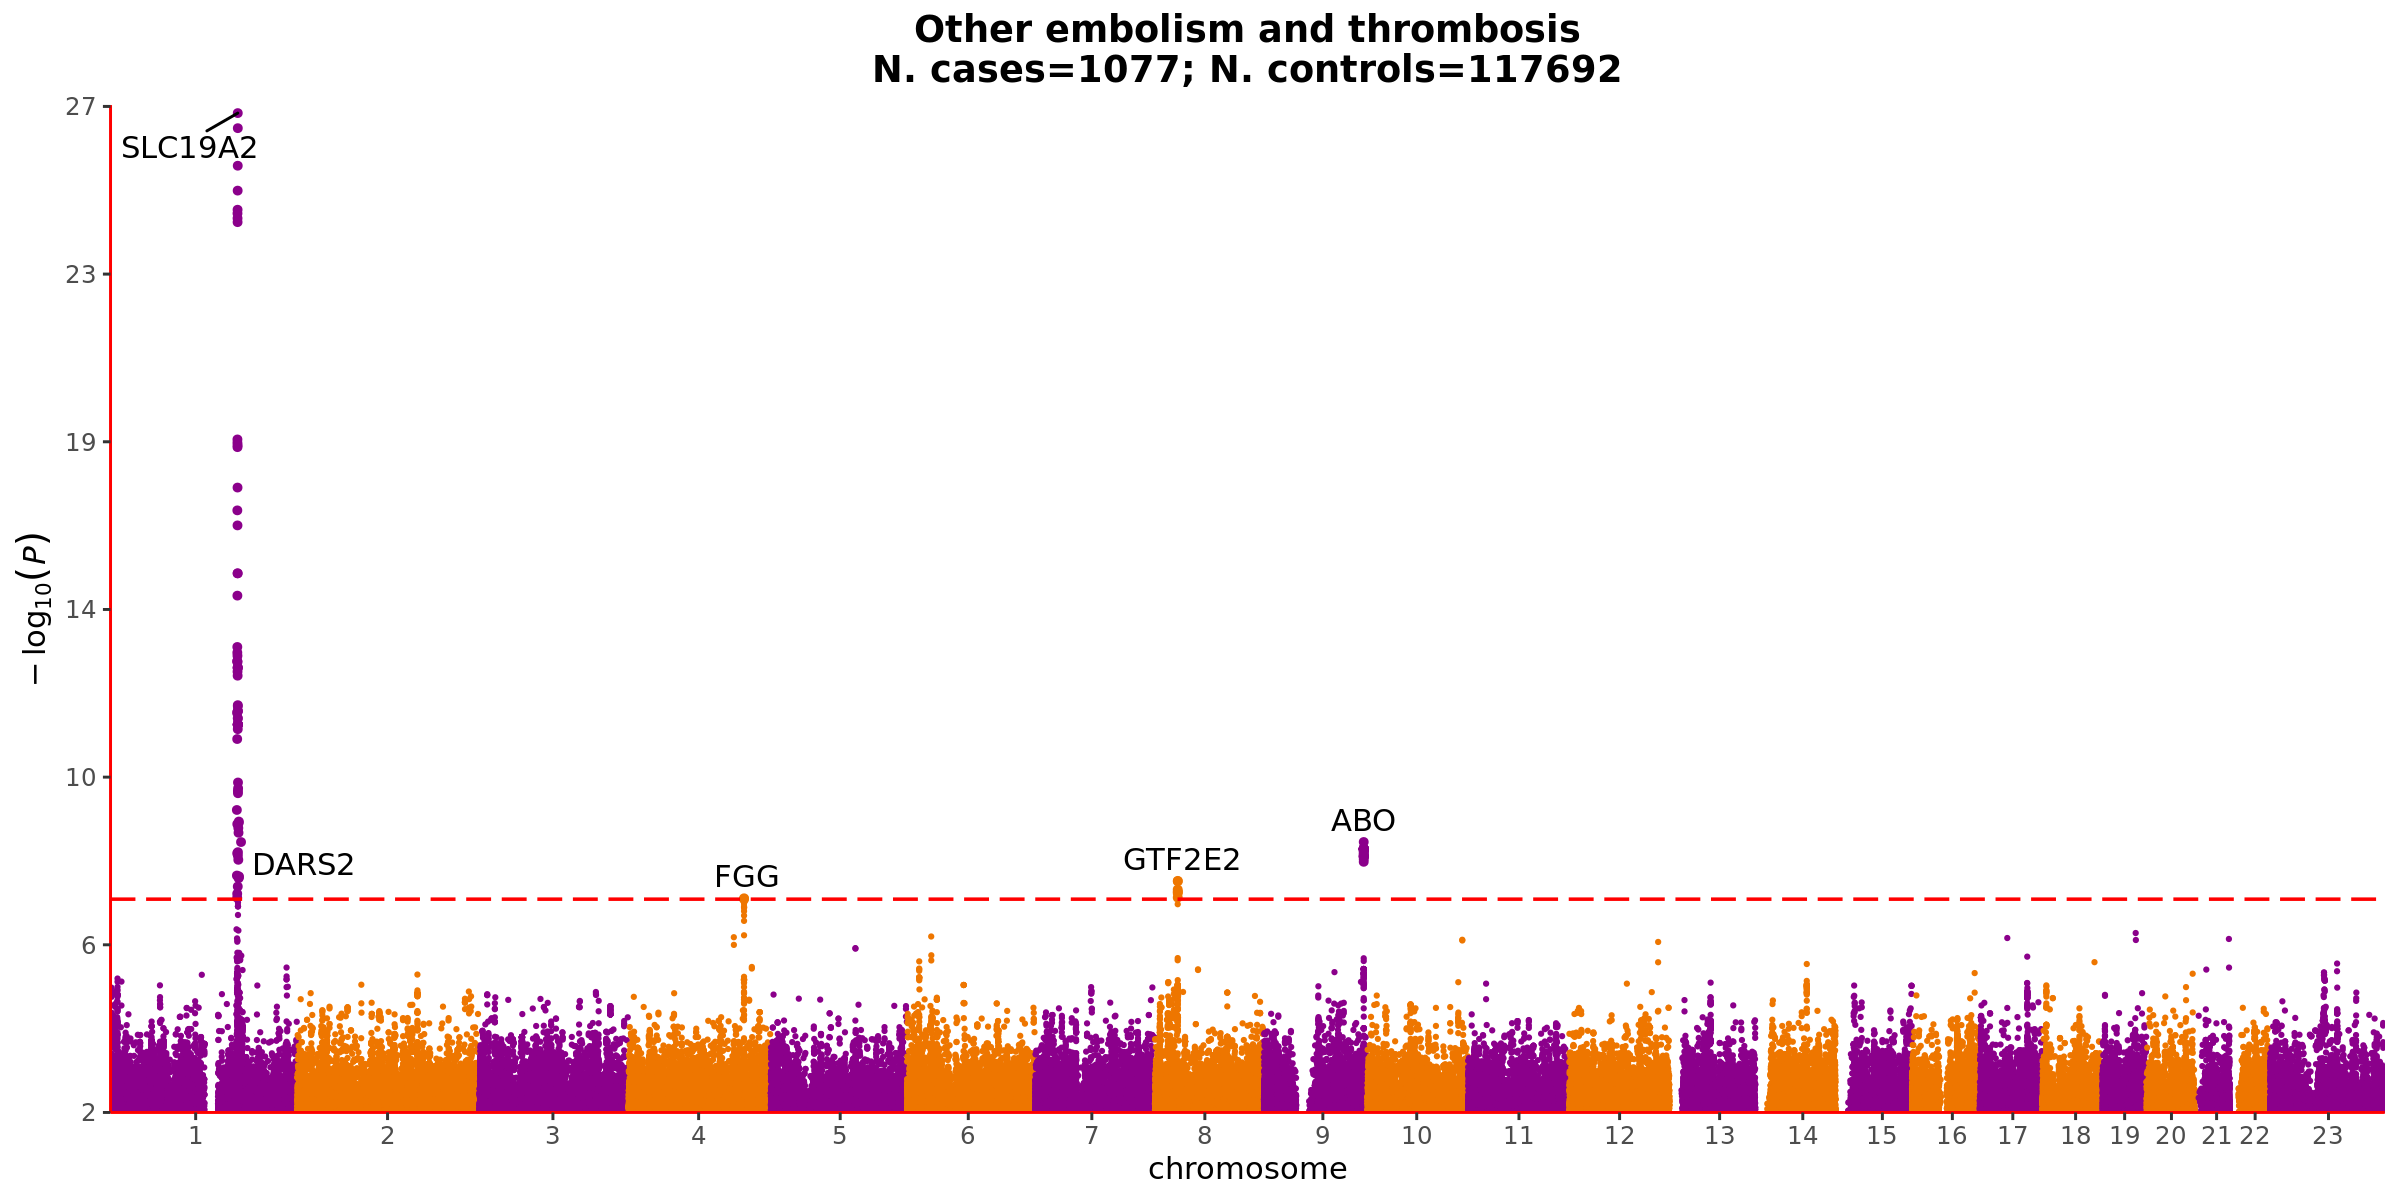 Other embolism and thrombosis
N. cases=1077; N. controls=117692
27
SLC19A2
23
19
−log10(P)
14
10
ABO
DARS2
FGG
GTF2E2
6
2
1 2 3 4 5 6 7 8 9 10 11 12 13 14 15 16 17 18 19 20 21 22 23
chromosome